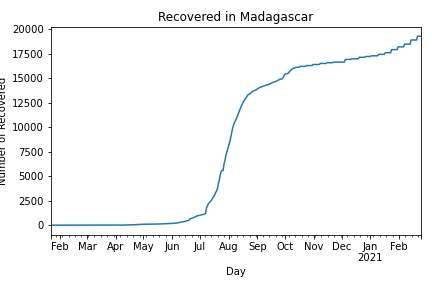 Recovered in Madagascar
Number of Recovered
20000
17500
15000
12500
10000
7500
5000
2500
0
Feb Mar Apr May Jun Jul Aug Sep Oct Nov Dec Jan Feb
2021
Day